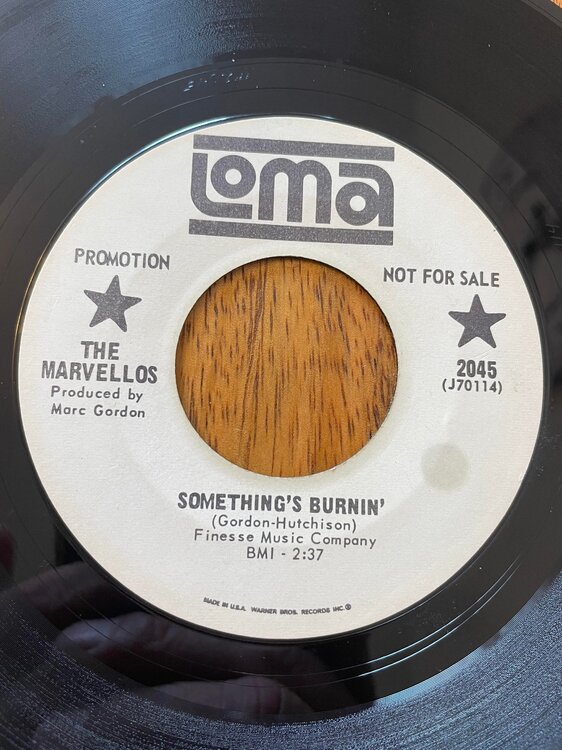 Loma
PROMOTION
NOT FOR SALE
THE
MARVELLOS
Produced by
Marc Gordon
2045
(J70114)
SOMETHING'S BURNIN'
(Gordon-Hutchison)
Finesse Music Company
BMI - 2:37
MADE IN U.S.A. WARNER BROS. RECORDS INC. ®